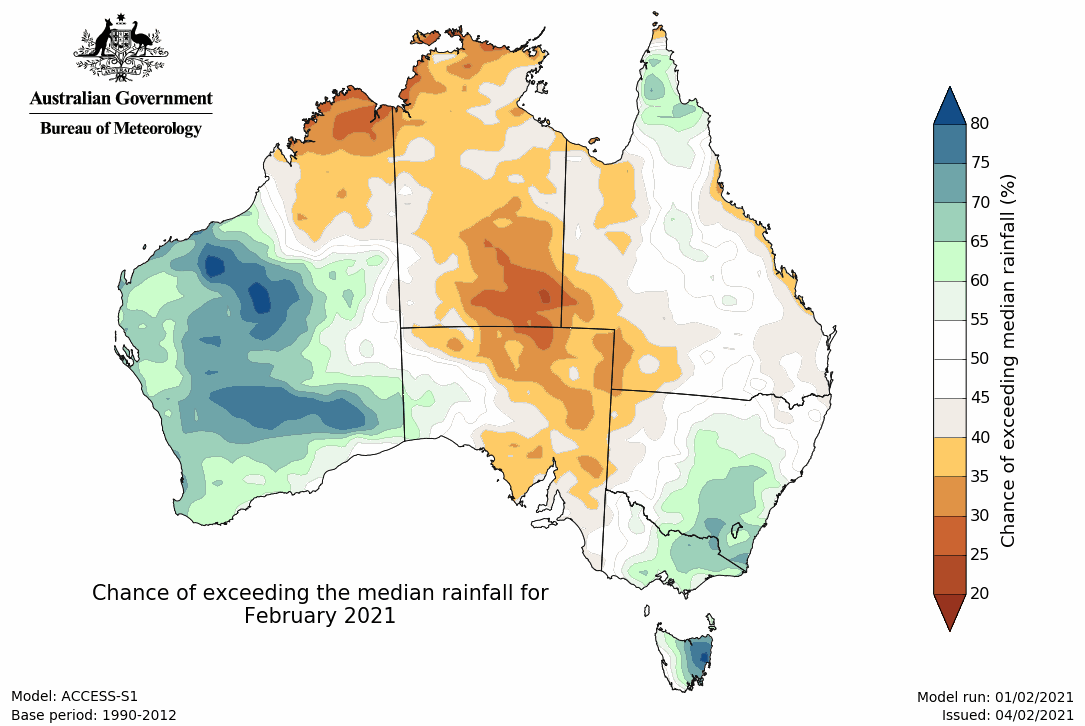 AUSTRALIA
Australian Government
Bureau of Meteorology
80
75
70
65
60
55
50
45
40
35
30
25
20
Chance of exceeding median rainfall (%)
Chance of exceeding the median rainfall for
February 2021
Model: ACCESS-S1
Base period: 1990-2012
Model run: 01/02/2021
Issued: 04/02/2021